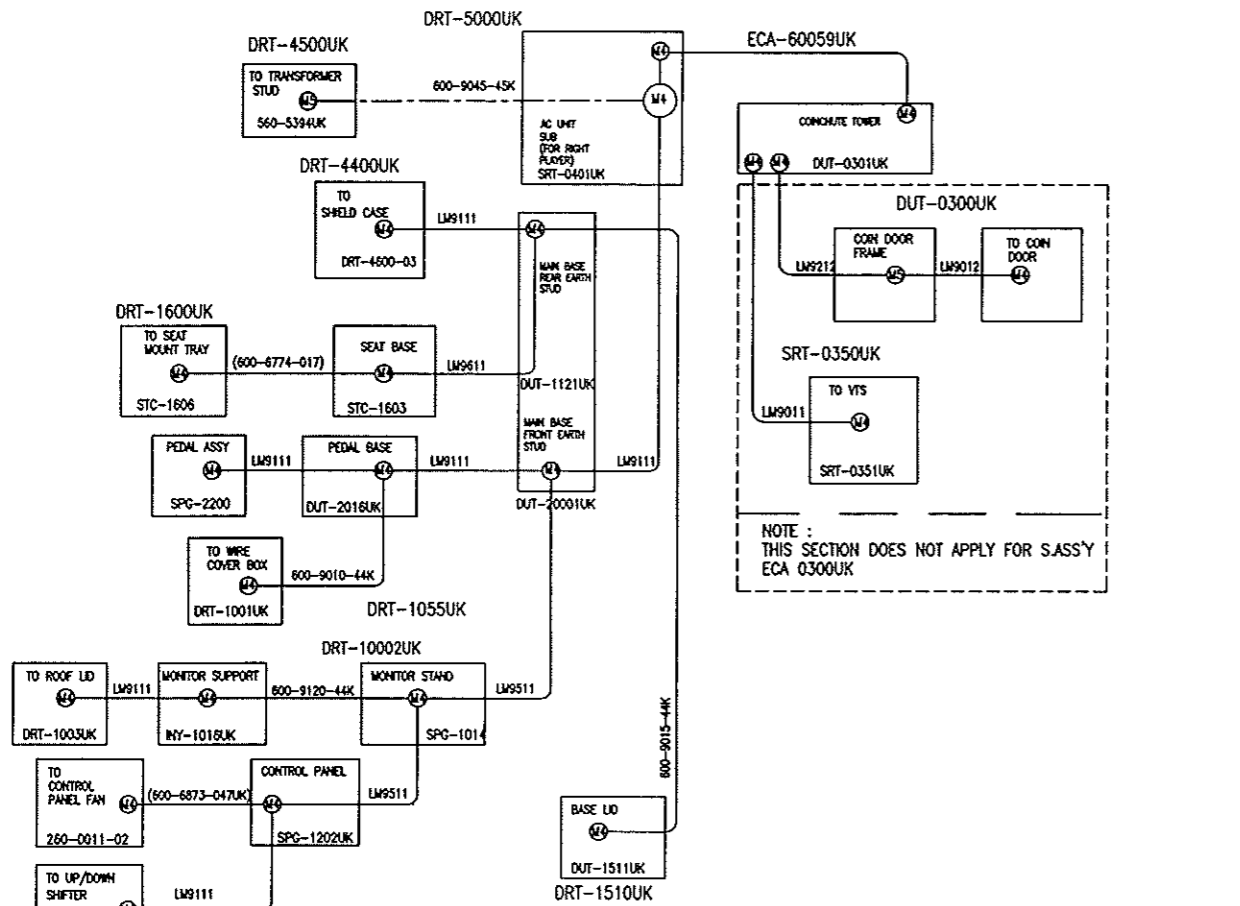 DRT-5000UK
DRT-4500UK
ECA-60059UK
TO TRANSFORMER
STUD
M5
560-5394UK
600-9045-45K
M4
M4
AC UNIT
SUB
(FOR RIGHT
PLAYER)
SRT-0401UK
COINCHUTE TOWER
M4
M4
M4
DUT-0301UK
DRT-4400UK
TO
SHIELD CASE
M4
DRT-4600-03
LM9111
M4
MAIN BASE
REAR EARTH
STUD
DUT-1121UK
DUT-0300UK
COIN DOOR
FRAME
M5
LM9212
LM9012
TO COIN
DOOR
M4
DRT-1600UK
TO SEAT
MOUNT TRAY
M4
STC-1606
(600-6774-017)
SEAT BASE
M4
STC-1603
LM9611
SRT-0350UK
TO VTS
M4
LM9011
SRT-0351UK
MAIN BASE
FRONT EARTH
STUD
M4
DUT-20001UK
PEDAL ASSY
M4
SPG-2200
LM9111
PEDAL BASE
M4
DUT-2016UK
LM9111
LM9111
NOTE :
THIS SECTION DOES NOT APPLY FOR S.ASS'Y
ECA 0300UK
TO WIRE
COVER BOX
M4
DRT-1001UK
600-9010-44K
DRT-1055UK
DRT-10002UK
TO ROOF LID
M4
DRT-1003UK
LM9111
MONITOR SUPPORT
M4
INY-1016UK
600-9120-44K
MONITOR STAND
M4
SPG-1014
LM9511
600-9015-44K
TO
CONTROL
PANEL FAN
M4
260-0011-02
(600-6873-047UK)
CONTROL PANEL
M4
SPG-1202UK
LM9511
BASE LID
M4
DUT-1511UK
DRT-1510UK
TO UP/DOWN
SHIFTER
LM9111